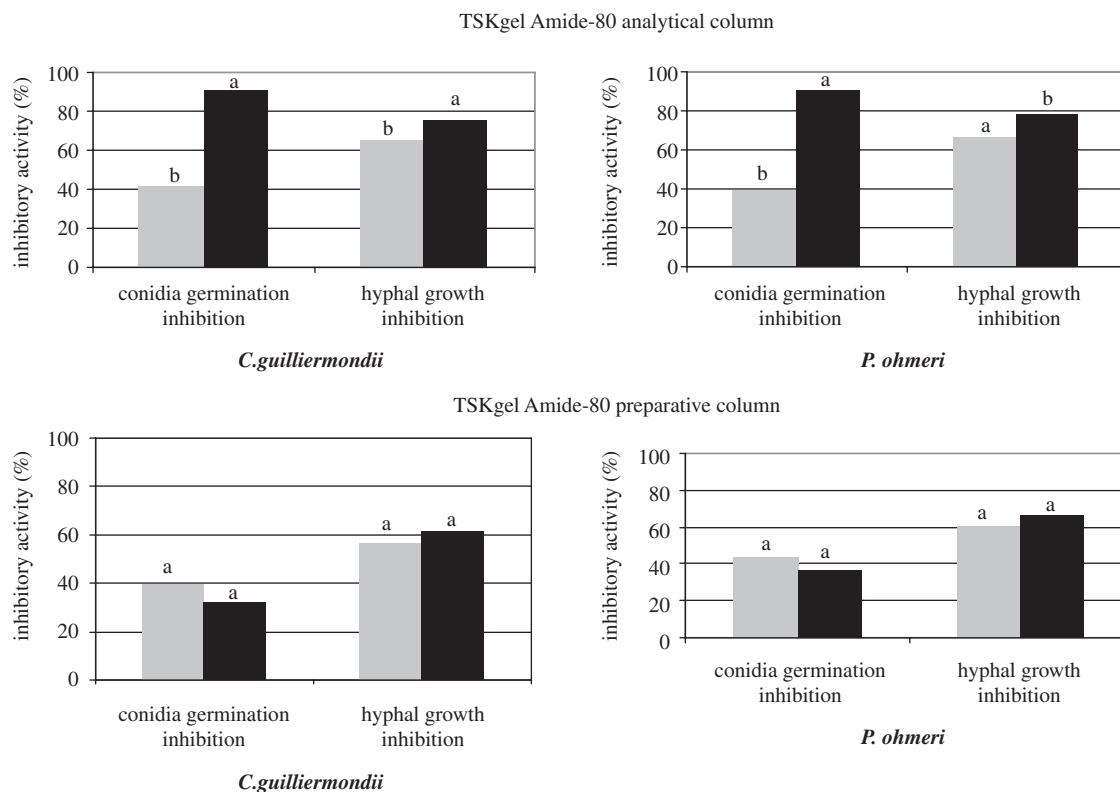 TSKgel Amide-80 analytical column
inhibitory activity (%)
100
80
60
40
20
0
b
a
b
a
conidia germination
inhibition
hyphal growth
inhibition
C.guilliermondii
inhibitory activity (%)
100
80
60
40
20
0
b
a
a
b
conidia germination
inhibition
hyphal growth
inhibition
P. ohmeri
TSKgel Amide-80 preparative column
inhibitory activity (%)
100
80
60
40
20
0
a
a
a
a
conidia germination
inhibition
hyphal growth
inhibition
C.guilliermondii
inhibitory activity (%)
100
80
60
40
20
0
a
a
a
a
conidia germination
inhibition
hyphal growth
inhibition
P. ohmeri